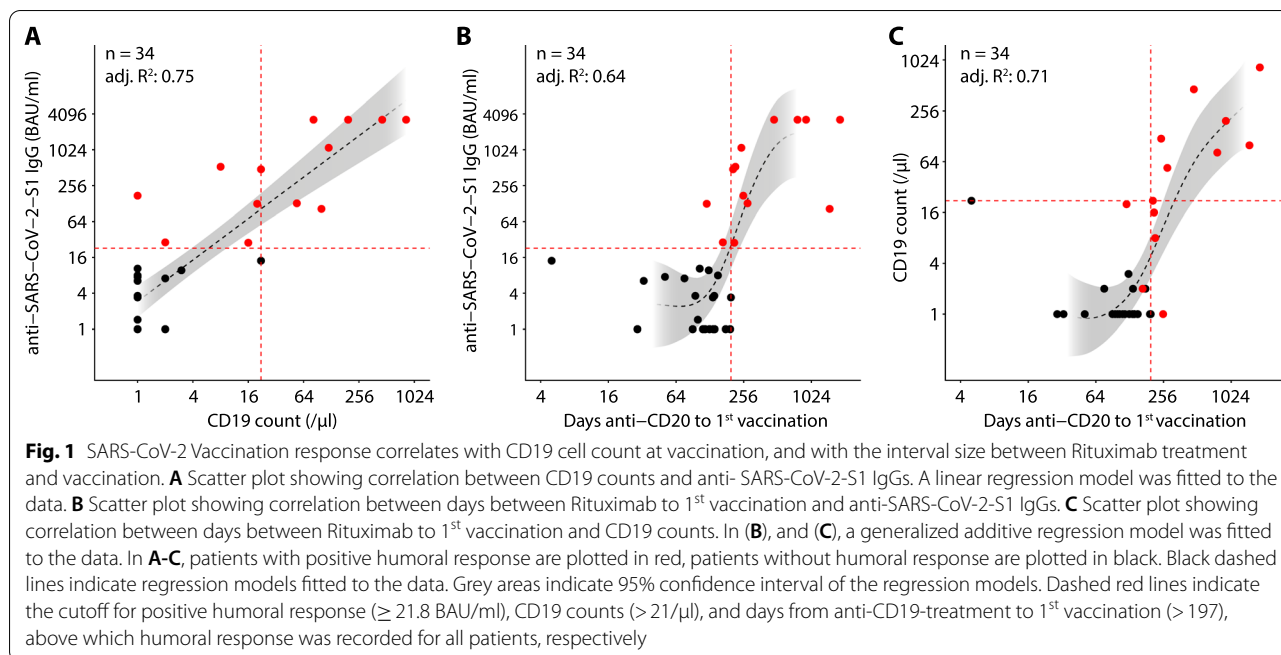 A
n = 34
adj. R²: 0.75
anti−SARS−CoV−2−S1 IgG (BAU/ml)
4096
1024
256
64
16
4
1
1 4 16 64 256 1024
CD19 count (/µl)
B
n = 34
adj. R²: 0.64
anti−SARS−CoV−2−S1 IgG (BAU/ml)
4096
1024
256
64
16
4
1
4 16 64 256 1024
Days anti−CD20 to 1st vaccination
C
n = 34
adj. R²: 0.71
CD19 count (/µl)
1024
256
64
16
4
1
4 16 64 256 1024
Days anti−CD20 to 1st vaccination
Fig. 1 SARS-CoV-2 Vaccination response correlates with CD19 cell count at vaccination, and with the interval size between Rituximab treatment
and vaccination. A Scatter plot showing correlation between CD19 counts and anti- SARS-CoV-2-S1 IgGs. A linear regression model was fitted to the
data. B Scatter plot showing correlation between days between Rituximab to 1st vaccination and anti-SARS-CoV-2-S1 IgGs. C Scatter plot showing
correlation between days between Rituximab to 1st vaccination and CD19 counts. In (B), and (C), a generalized additive regression model was fitted
to the data. In A-C, patients with positive humoral response are plotted in red, patients without humoral response are plotted in black. Black dashed
lines indicate regression models fitted to the data. Grey areas indicate 95% confidence interval of the regression models. Dashed red lines indicate
the cutoff for positive humoral response (≥ 21.8 BAU/ml), CD19 counts (> 21/µl), and days from anti-CD19-treatment to 1st vaccination (> 197),
above which humoral response was recorded for all patients, respectively